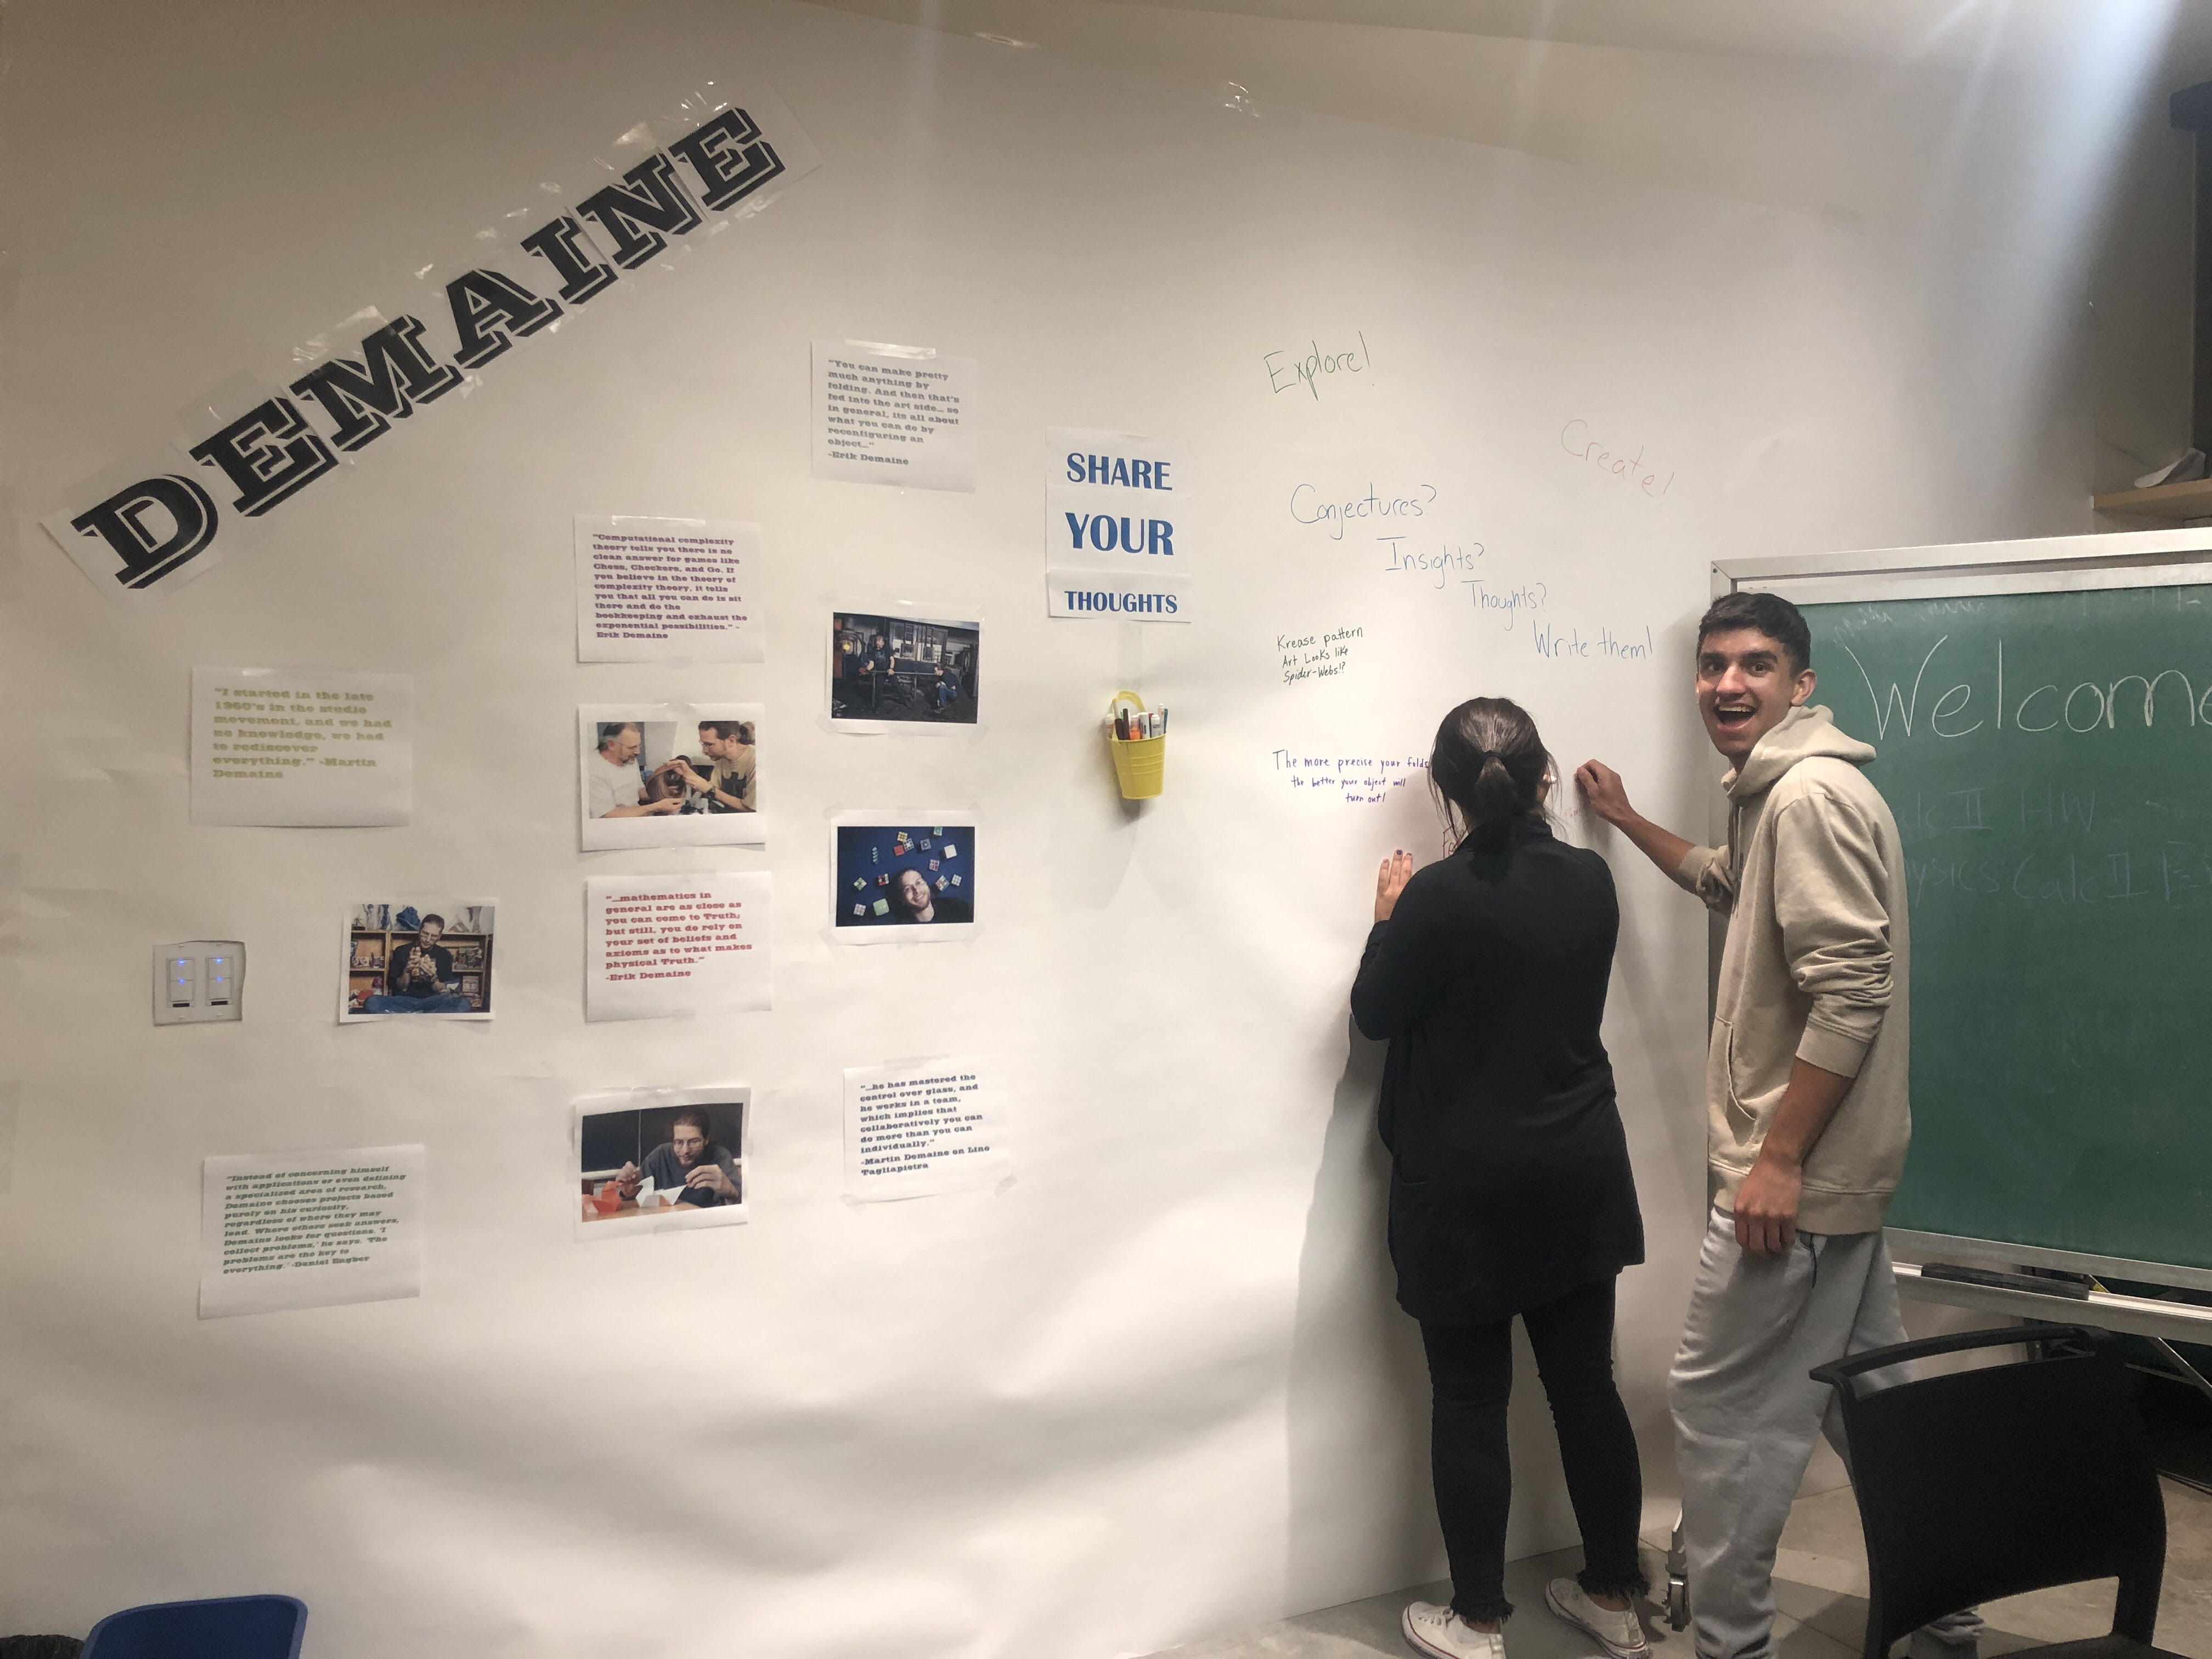 DEMAINE
"You can make pretty
much anything by
folding. And then that's
fed into the art side... so
in general, its all about
what you can do by
reconfiguring an
object..."
-Erik Demaine
"Computational complexity
theory tells you there is no
clean answer for games like
Chess, Checkers, and Go. If
you believe in the theory of
complexity theory, it tells
you that all you can do is sit
there and do the
bookkeeping and exhaust the
exponential possibilities." -
Erik Demaine
"I started in the late
1960's in the studio
movement, and we had
no knowledge, we had
to rediscover
everything." -Martin
Demaine
"...mathematics in
general are as close as
you can come to Truth,
but still, you do rely on
your set of beliefs and
axioms as to what makes
physical Truth."
-Erik Demaine
"...he has mastered the
control over glass, and
he works in a team,
which implies that
collaboratively you can
do more than you can
individually."
-Martin Demaine on Lino
Tagliapietra
"Instead of concerning himself
with applications or even defining
a specialized area of research,
Demaine chooses projects based
purely on his curiosity,
regardless of where they may
lead. Where others seek answers,
Demaine looks for questions. 'I
collect problems,' he says. 'The
problems are the key to
everything.' -Daniel Engber
SHARE
YOUR
THOUGHTS
Explore!
Create!
Conjectures?
Insights?
Thoughts?
Write them!
Krease pattern
Art Looks like
Spider-Webs!?
The more precise your folds
the better your object will
turn out!
Welcome
II HW
Calc II